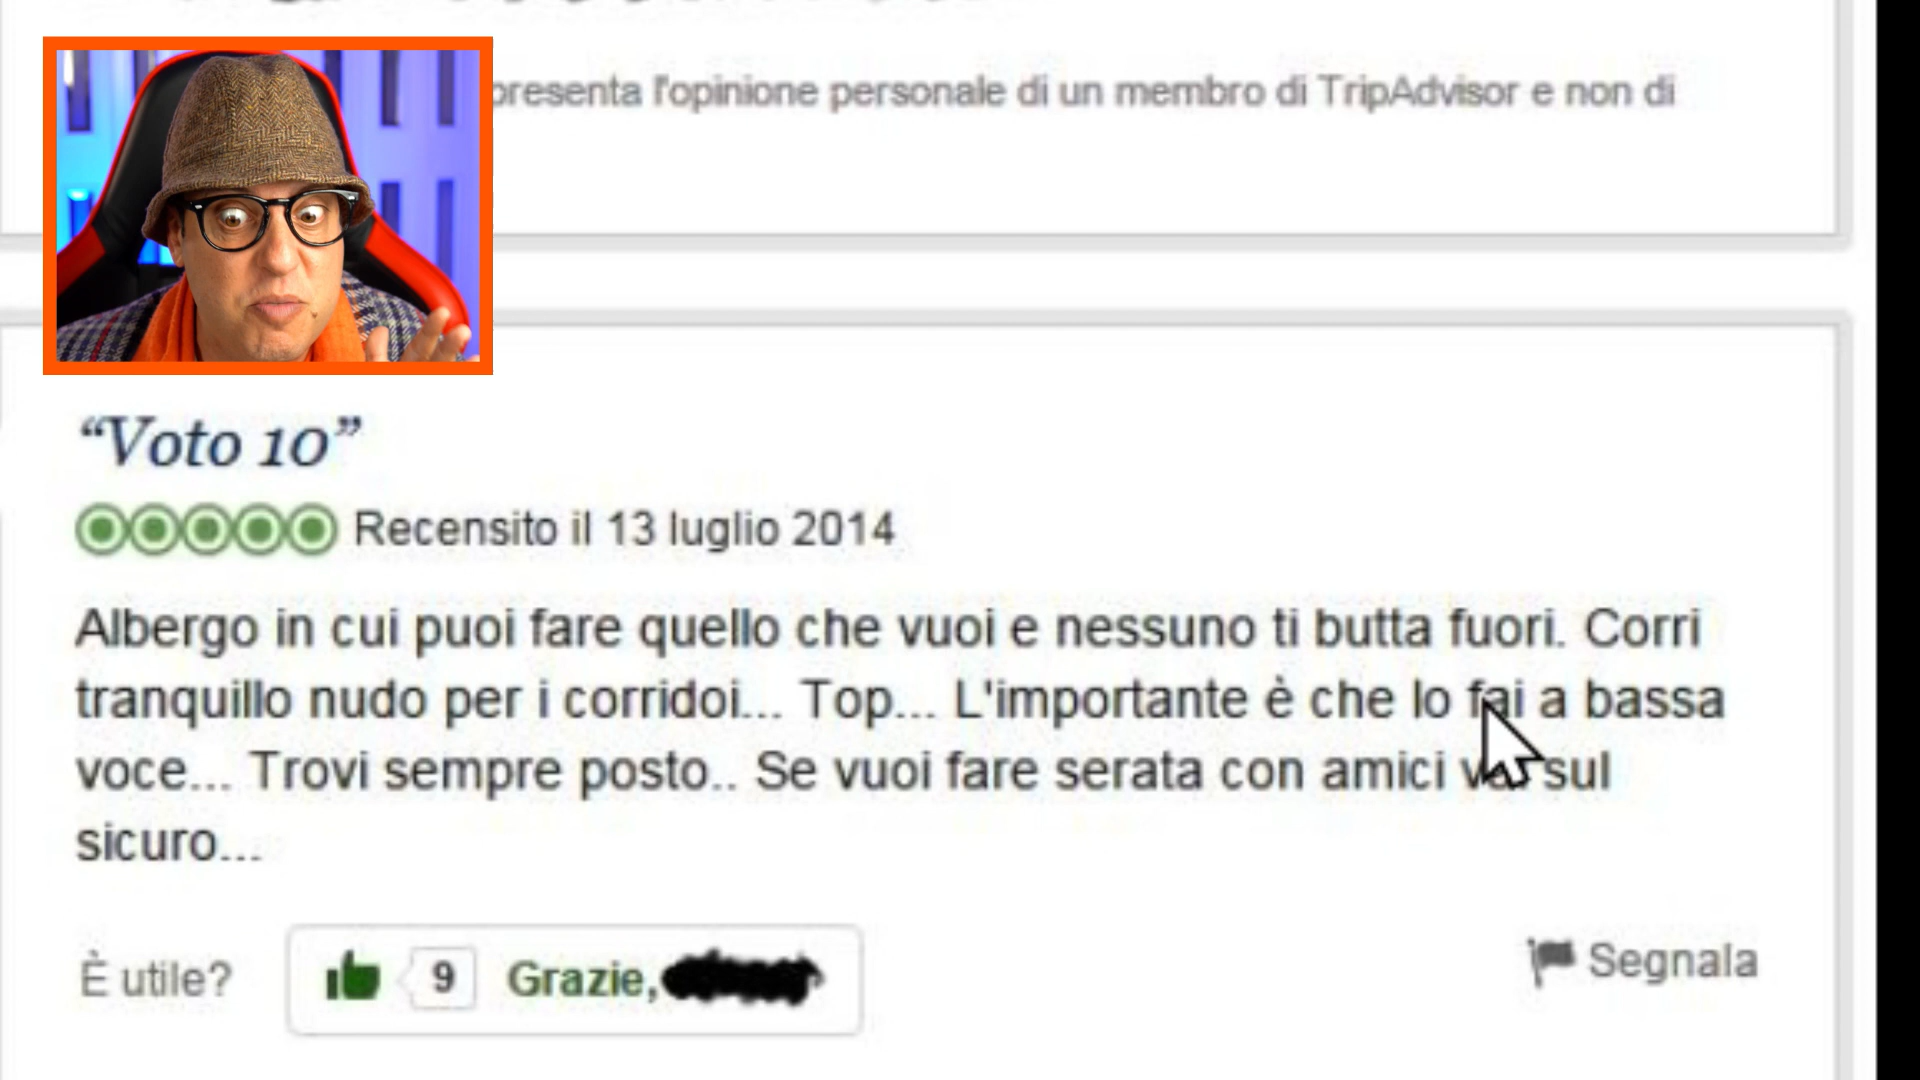 presenta l'opinione personale di un membro di TripAdvisor e non di
“Voto 10”
Recensito il 13 luglio 2014
Albergo in cui puoi fare quello che vuoi e nessuno ti butta fuori. Corri
tranquillo nudo per i corridoi... Top... L'importante è che lo fai a bassa
voce... Trovi sempre posto.. Se vuoi fare serata con amici vai sul
sicuro...
È utile?
9
Grazie,
Segnala